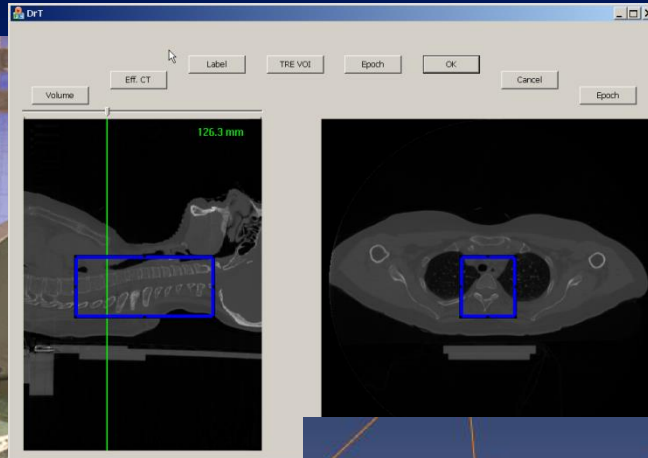 DrT
Label
TRE VOI
Epoch
OK
Eff. CT
Cancel
Volume
Epoch
126.3 mm